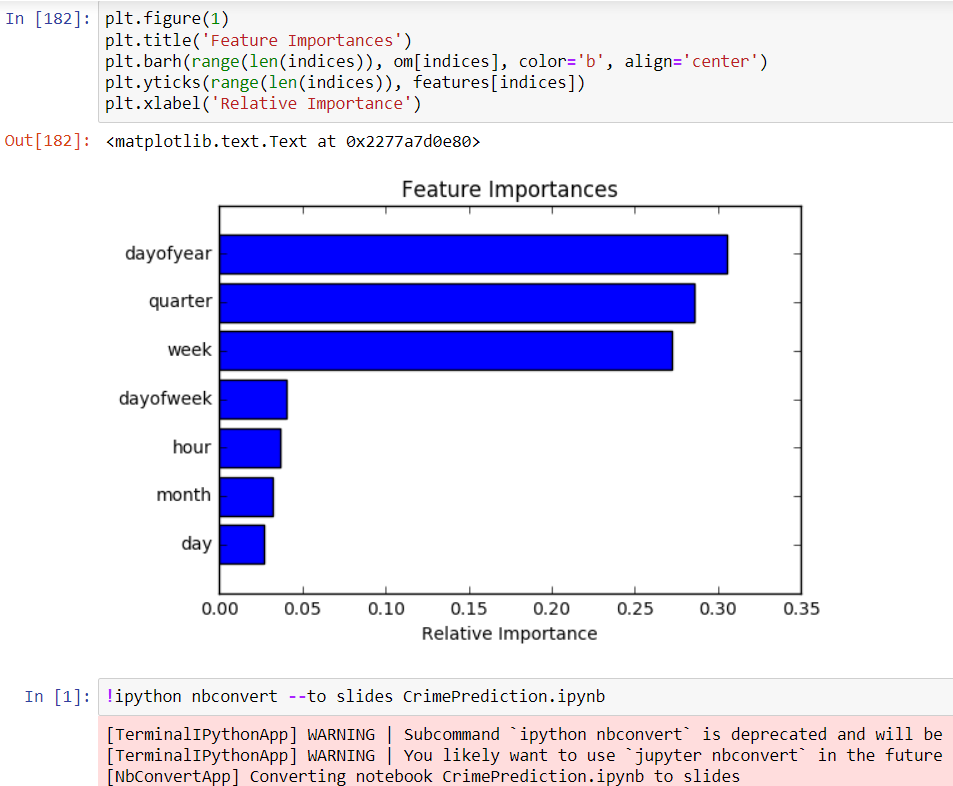 In [182]: plt.figure(1)
plt.title('Feature Importances')
plt.barh(range(len(indices)), om[indices], color='b', align='center')
plt.yticks(range(len(indices)), features[indices])
plt.xlabel('Relative Importance')
Out[182]: <matplotlib.text.Text at 0x2277a7d0e80>
Feature Importances
dayofyear
quarter
week
dayofweek
hour
month
day
0.00 0.05 0.10 0.15 0.20 0.25 0.30 0.35
Relative Importance
In [1]: !ipython nbconvert --to slides CrimePrediction.ipynb
[TerminalIPythonApp] WARNING | Subcommand `ipython nbconvert` is deprecated and will be
[TerminalIPythonApp] WARNING | You likely want to use `jupyter nbconvert` in the future
[NbConvertApp] Converting notebook CrimePrediction.ipynb to slides